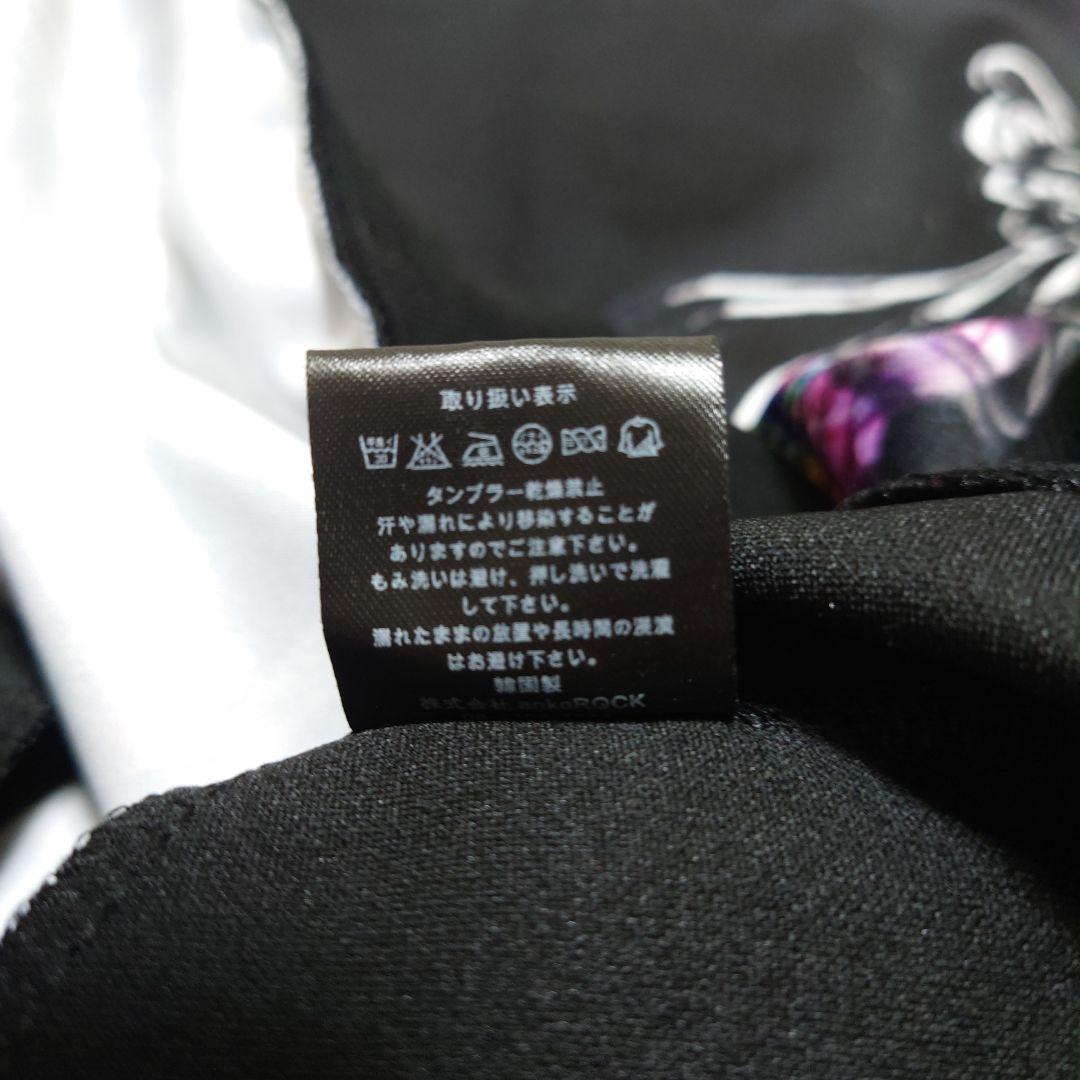 取り扱い表示
30
タンブラー乾燥禁止
汗や濡れにより移染することが
ありますのでご注意下さい。
もみ洗いは避け、押し洗いで洗濯
して下さい。
濡れたままの放置や長時間の浸漬
はお避け下さい。
韓国製
株式会社 ankoROCK